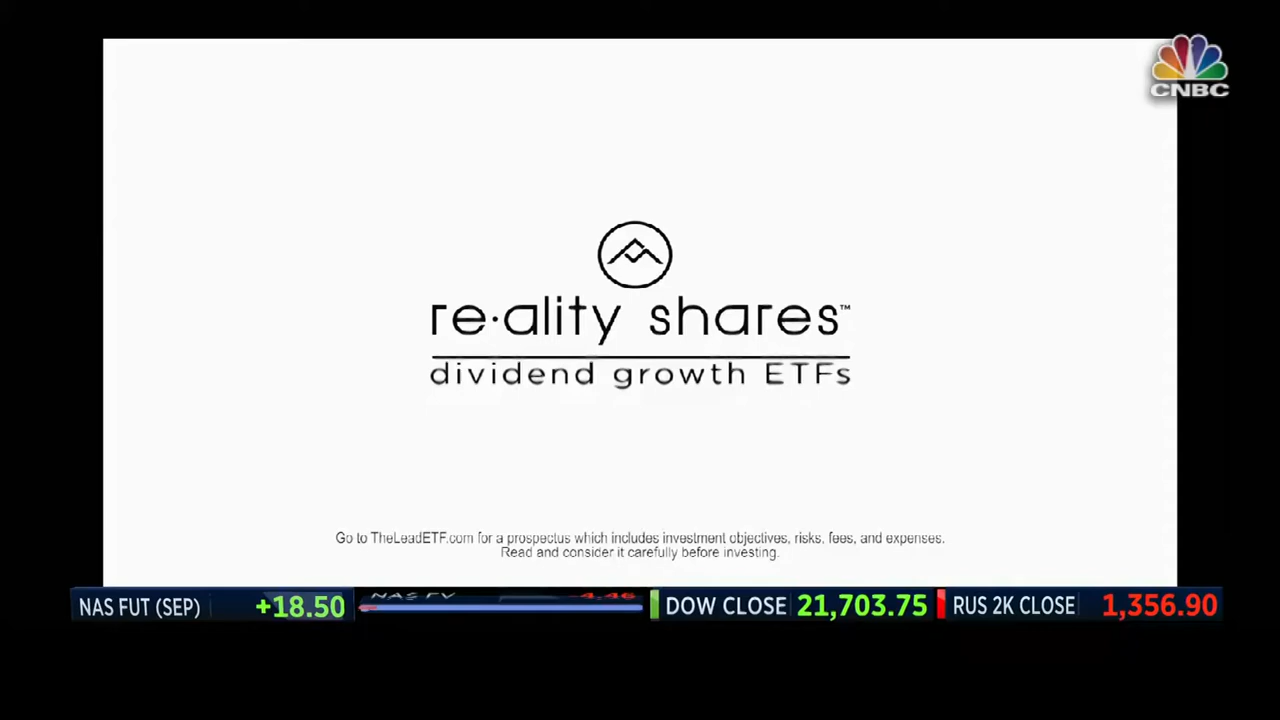 CNBC
re·ality shares™
dividend growth ETFs
Go to TheLeadETF.com for a prospectus which includes investment objectives, risks, fees, and expenses.
Read and consider it carefully before investing.
NAS FUT (SEP) +18.50 DOW CLOSE 21,703.75 RUS 2K CLOSE 1,356.90